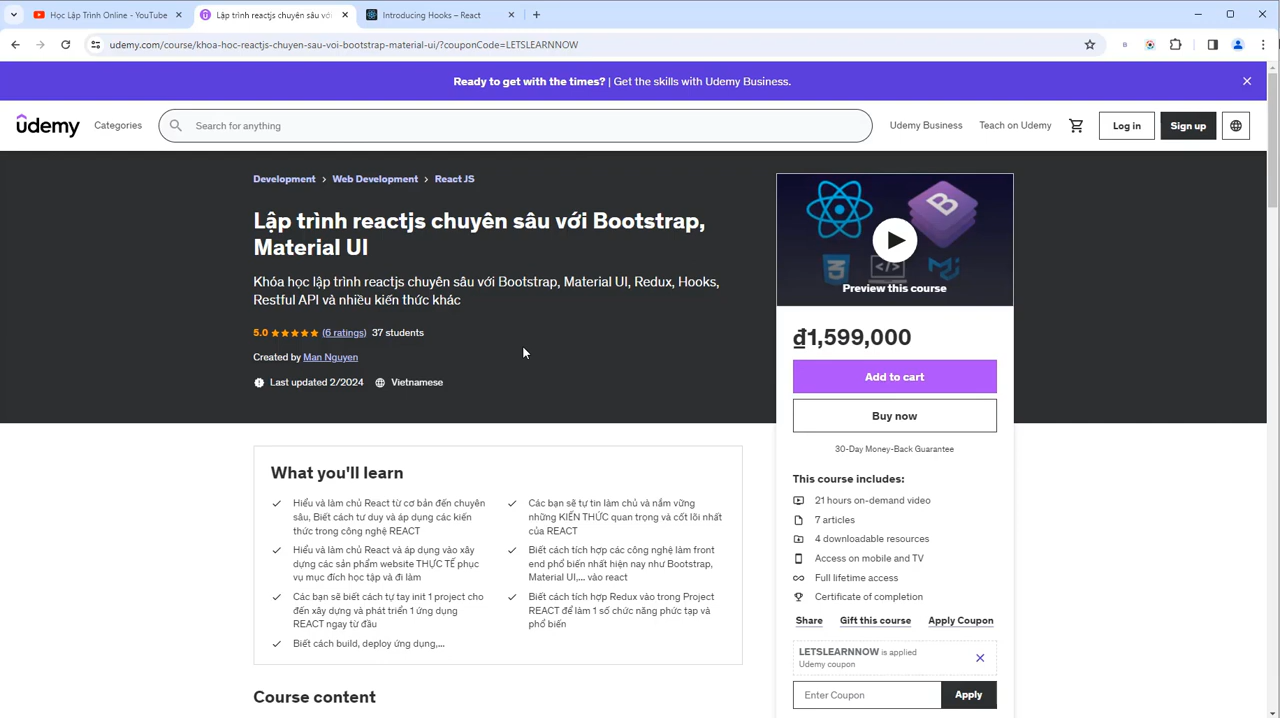 Học Lập Trình Online - YouTube
Lập trình reactjs chuyên sâu với
Introducing Hooks – React
udemy.com/course/khoa-hoc-reactjs-chuyen-sau-voi-bootstrap-material-ui/?couponCode=LETSLEARNNOW
Ready to get with the times? | Get the skills with Udemy Business.
udemy
Categories
Search for anything
Udemy Business
Teach on Udemy
Log in
Sign up
Development > Web Development > React JS
Lập trình reactjs chuyên sâu với Bootstrap,
Material UI
Khóa học lập trình reactjs chuyên sâu với Bootstrap, Material UI, Redux, Hooks,
Restful API và nhiều kiến thức khác
5.0 (6 ratings) 37 students
Created by Man Nguyen
Last updated 2/2024 Vietnamese
Preview this course
₫1,599,000
Add to cart
Buy now
30-Day Money-Back Guarantee
This course includes:
21 hours on-demand video
7 articles
4 downloadable resources
Access on mobile and TV
Full lifetime access
Certificate of completion
Share
Gift this course
Apply Coupon
LETSLEARNNOW is applied
Udemy coupon
Enter Coupon
Apply
What you'll learn
Hiểu và làm chủ React từ cơ bản đến chuyên
sâu, Biết cách tư duy và áp dụng các kiến
thức trong công nghệ REACT
Hiểu và làm chủ React và áp dụng vào xây
dựng các sản phẩm website THỰC TẾ phục
vụ mục đích học tập và đi làm
Các bạn sẽ biết cách tự tay init 1 project cho
đến xây dựng và phát triển 1 ứng dụng
REACT ngay từ đầu
Biết cách build, deploy ứng dụng,...
Các bạn sẽ tự tin làm chủ và nắm vững
những KIẾN THỨC quan trọng và cốt lõi nhất
của REACT
Biết cách tích hợp các công nghệ làm front
end phổ biến nhất hiện nay như Bootstrap,
Material UI,... vào react
Biết cách tích hợp Redux vào trong Project
REACT để làm 1 số chức năng phức tạp và
phổ biến
Course content